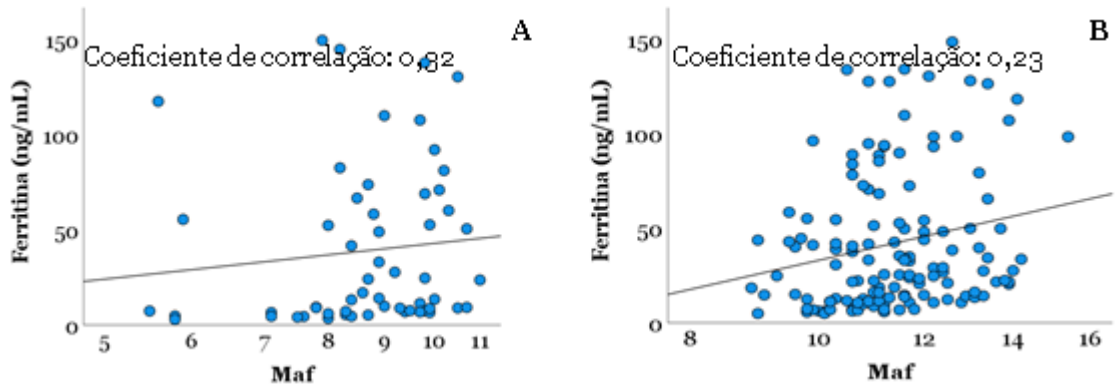 A
Coeficiente de correlação: 0,32
Ferritina (ng/mL)
150
100
50
0
5 6 7 8 9 10 11
Maf
B
Coeficiente de correlação: 0,23
Ferritina (ng/mL)
150
100
50
0
8 10 12 14 16
Maf